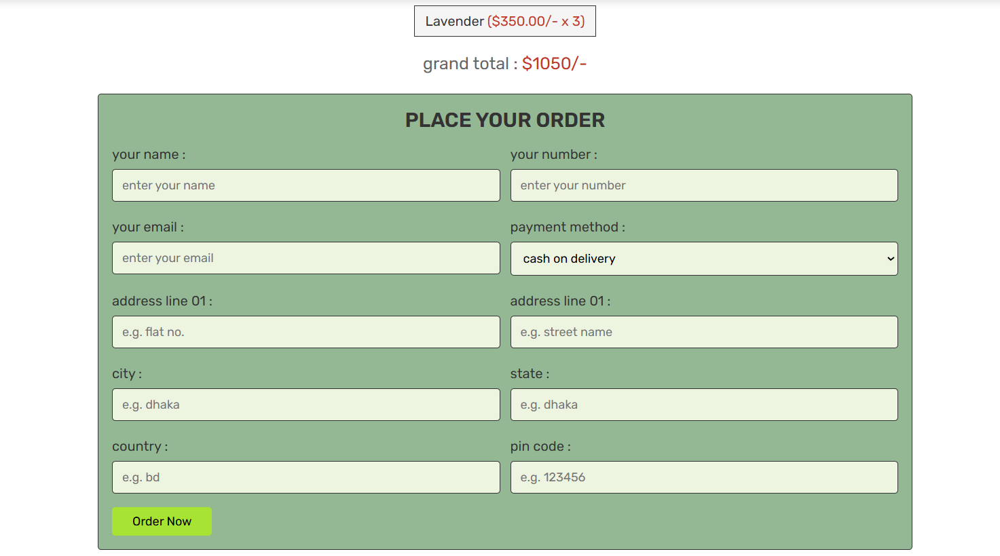 Lavender ($350.00/- x 3)
grand total : $1050/-
PLACE YOUR ORDER
your name :
your number :
enter your name
enter your number
your email :
payment method :
enter your email
cash on delivery
address line 01 :
address line 01 :
e.g. flat no.
e.g. street name
city :
state :
e.g. dhaka
e.g. dhaka
country :
pin code :
e.g. bd
e.g. 123456
Order Now